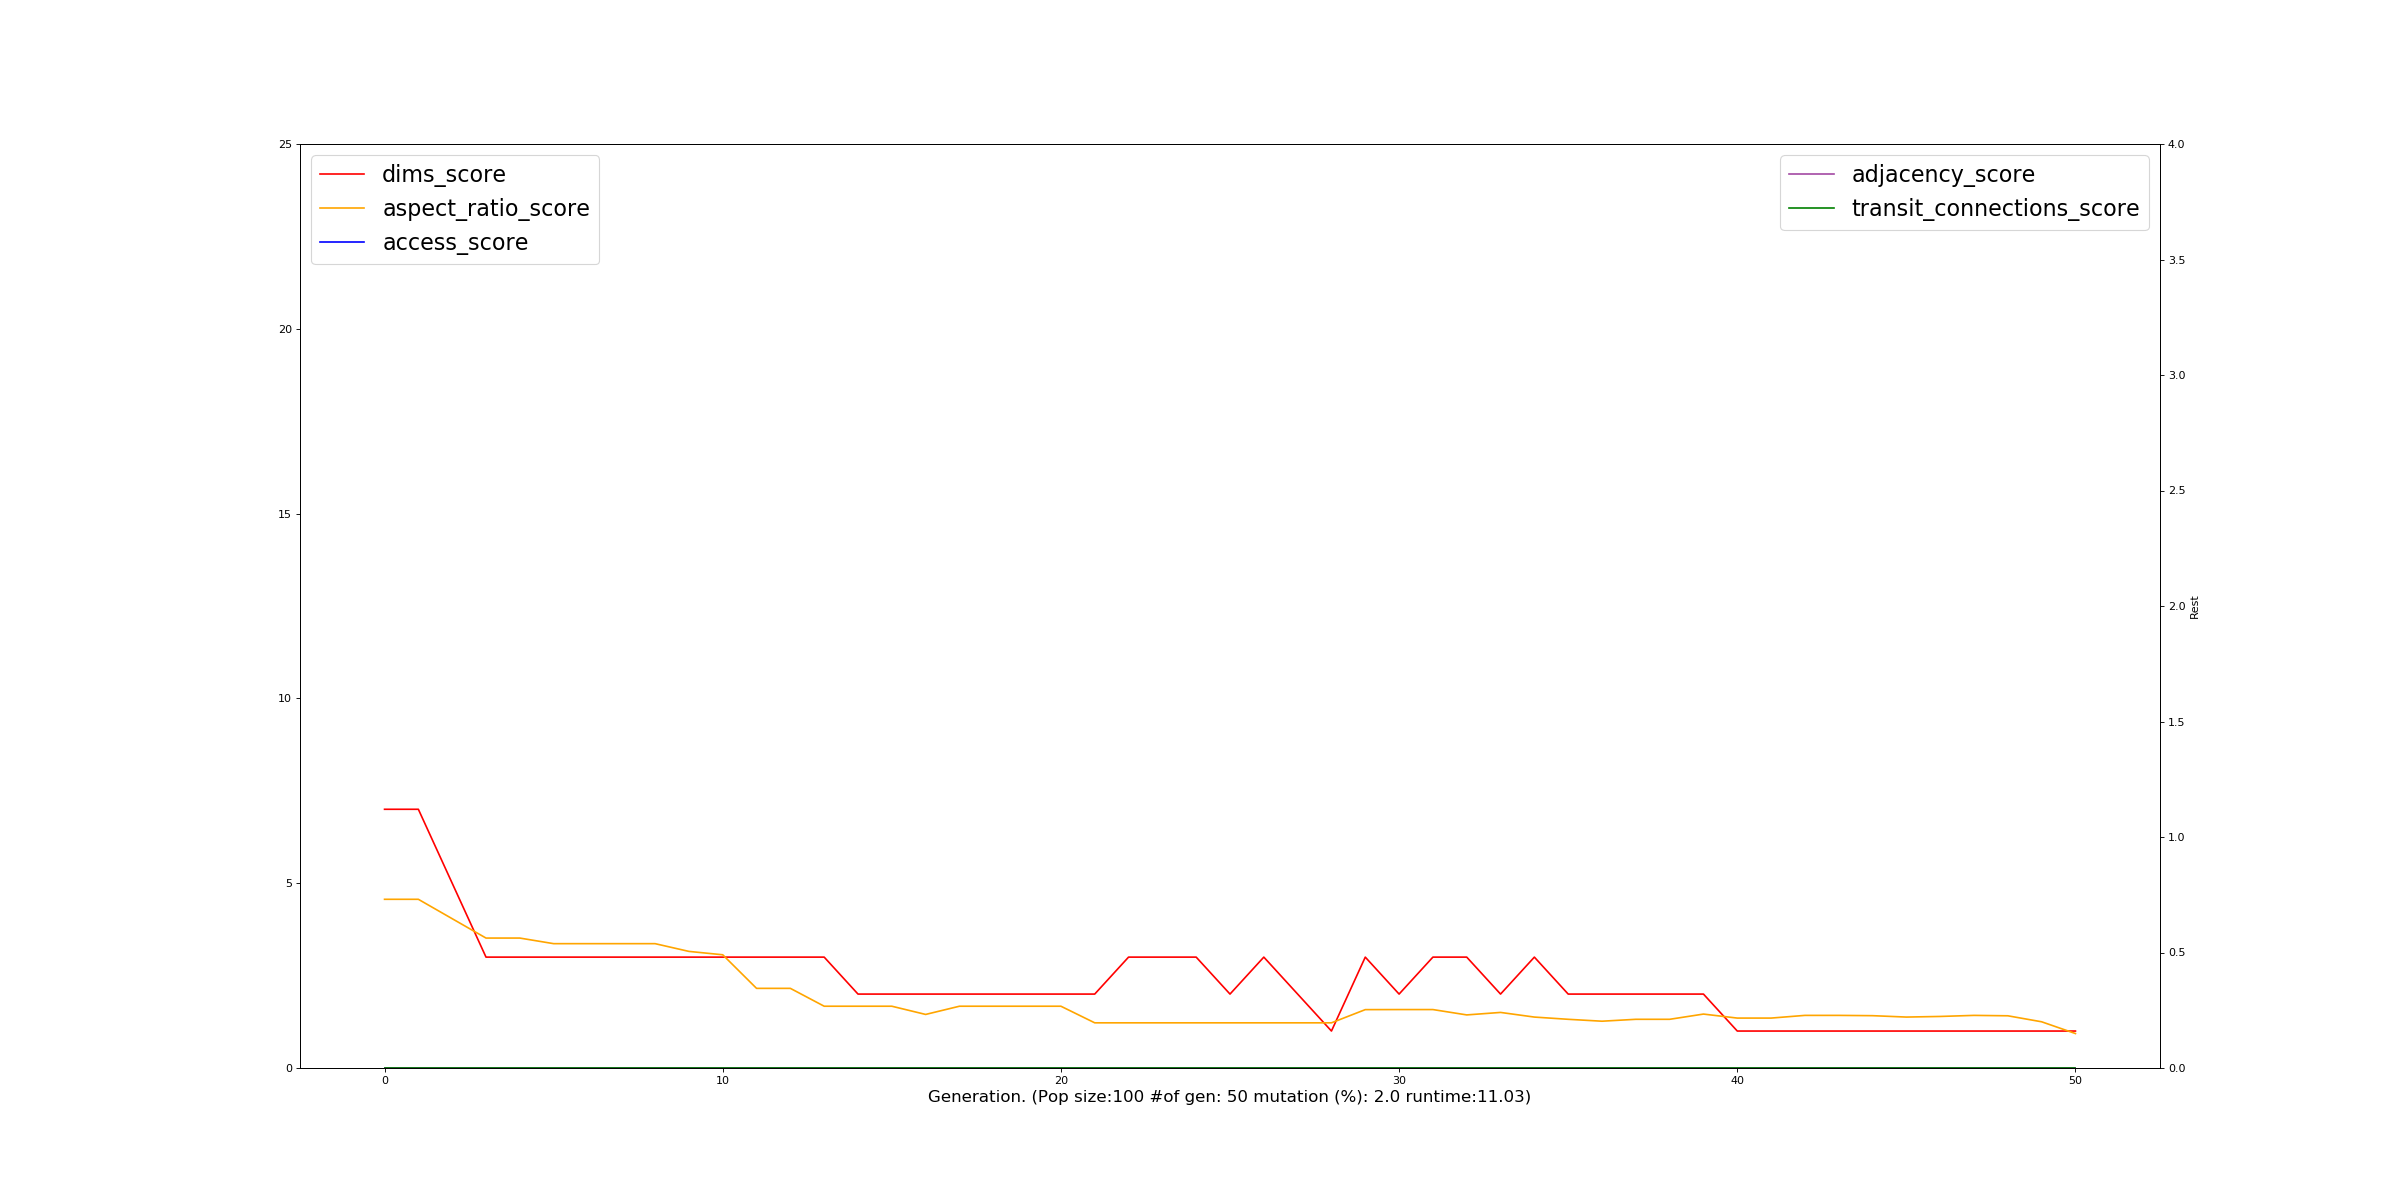 25
20
15
10
5
0
dims_score
aspect_ratio_score
access_score
adjacency_score
transit_connections_score
4.0
3.5
3.0
2.5
2.0
1.5
1.0
0.5
0.0
Rest
0 10 20 30 40 50
Generation. (Pop size:100 #of gen: 50 mutation (%): 2.0 runtime:11.03)